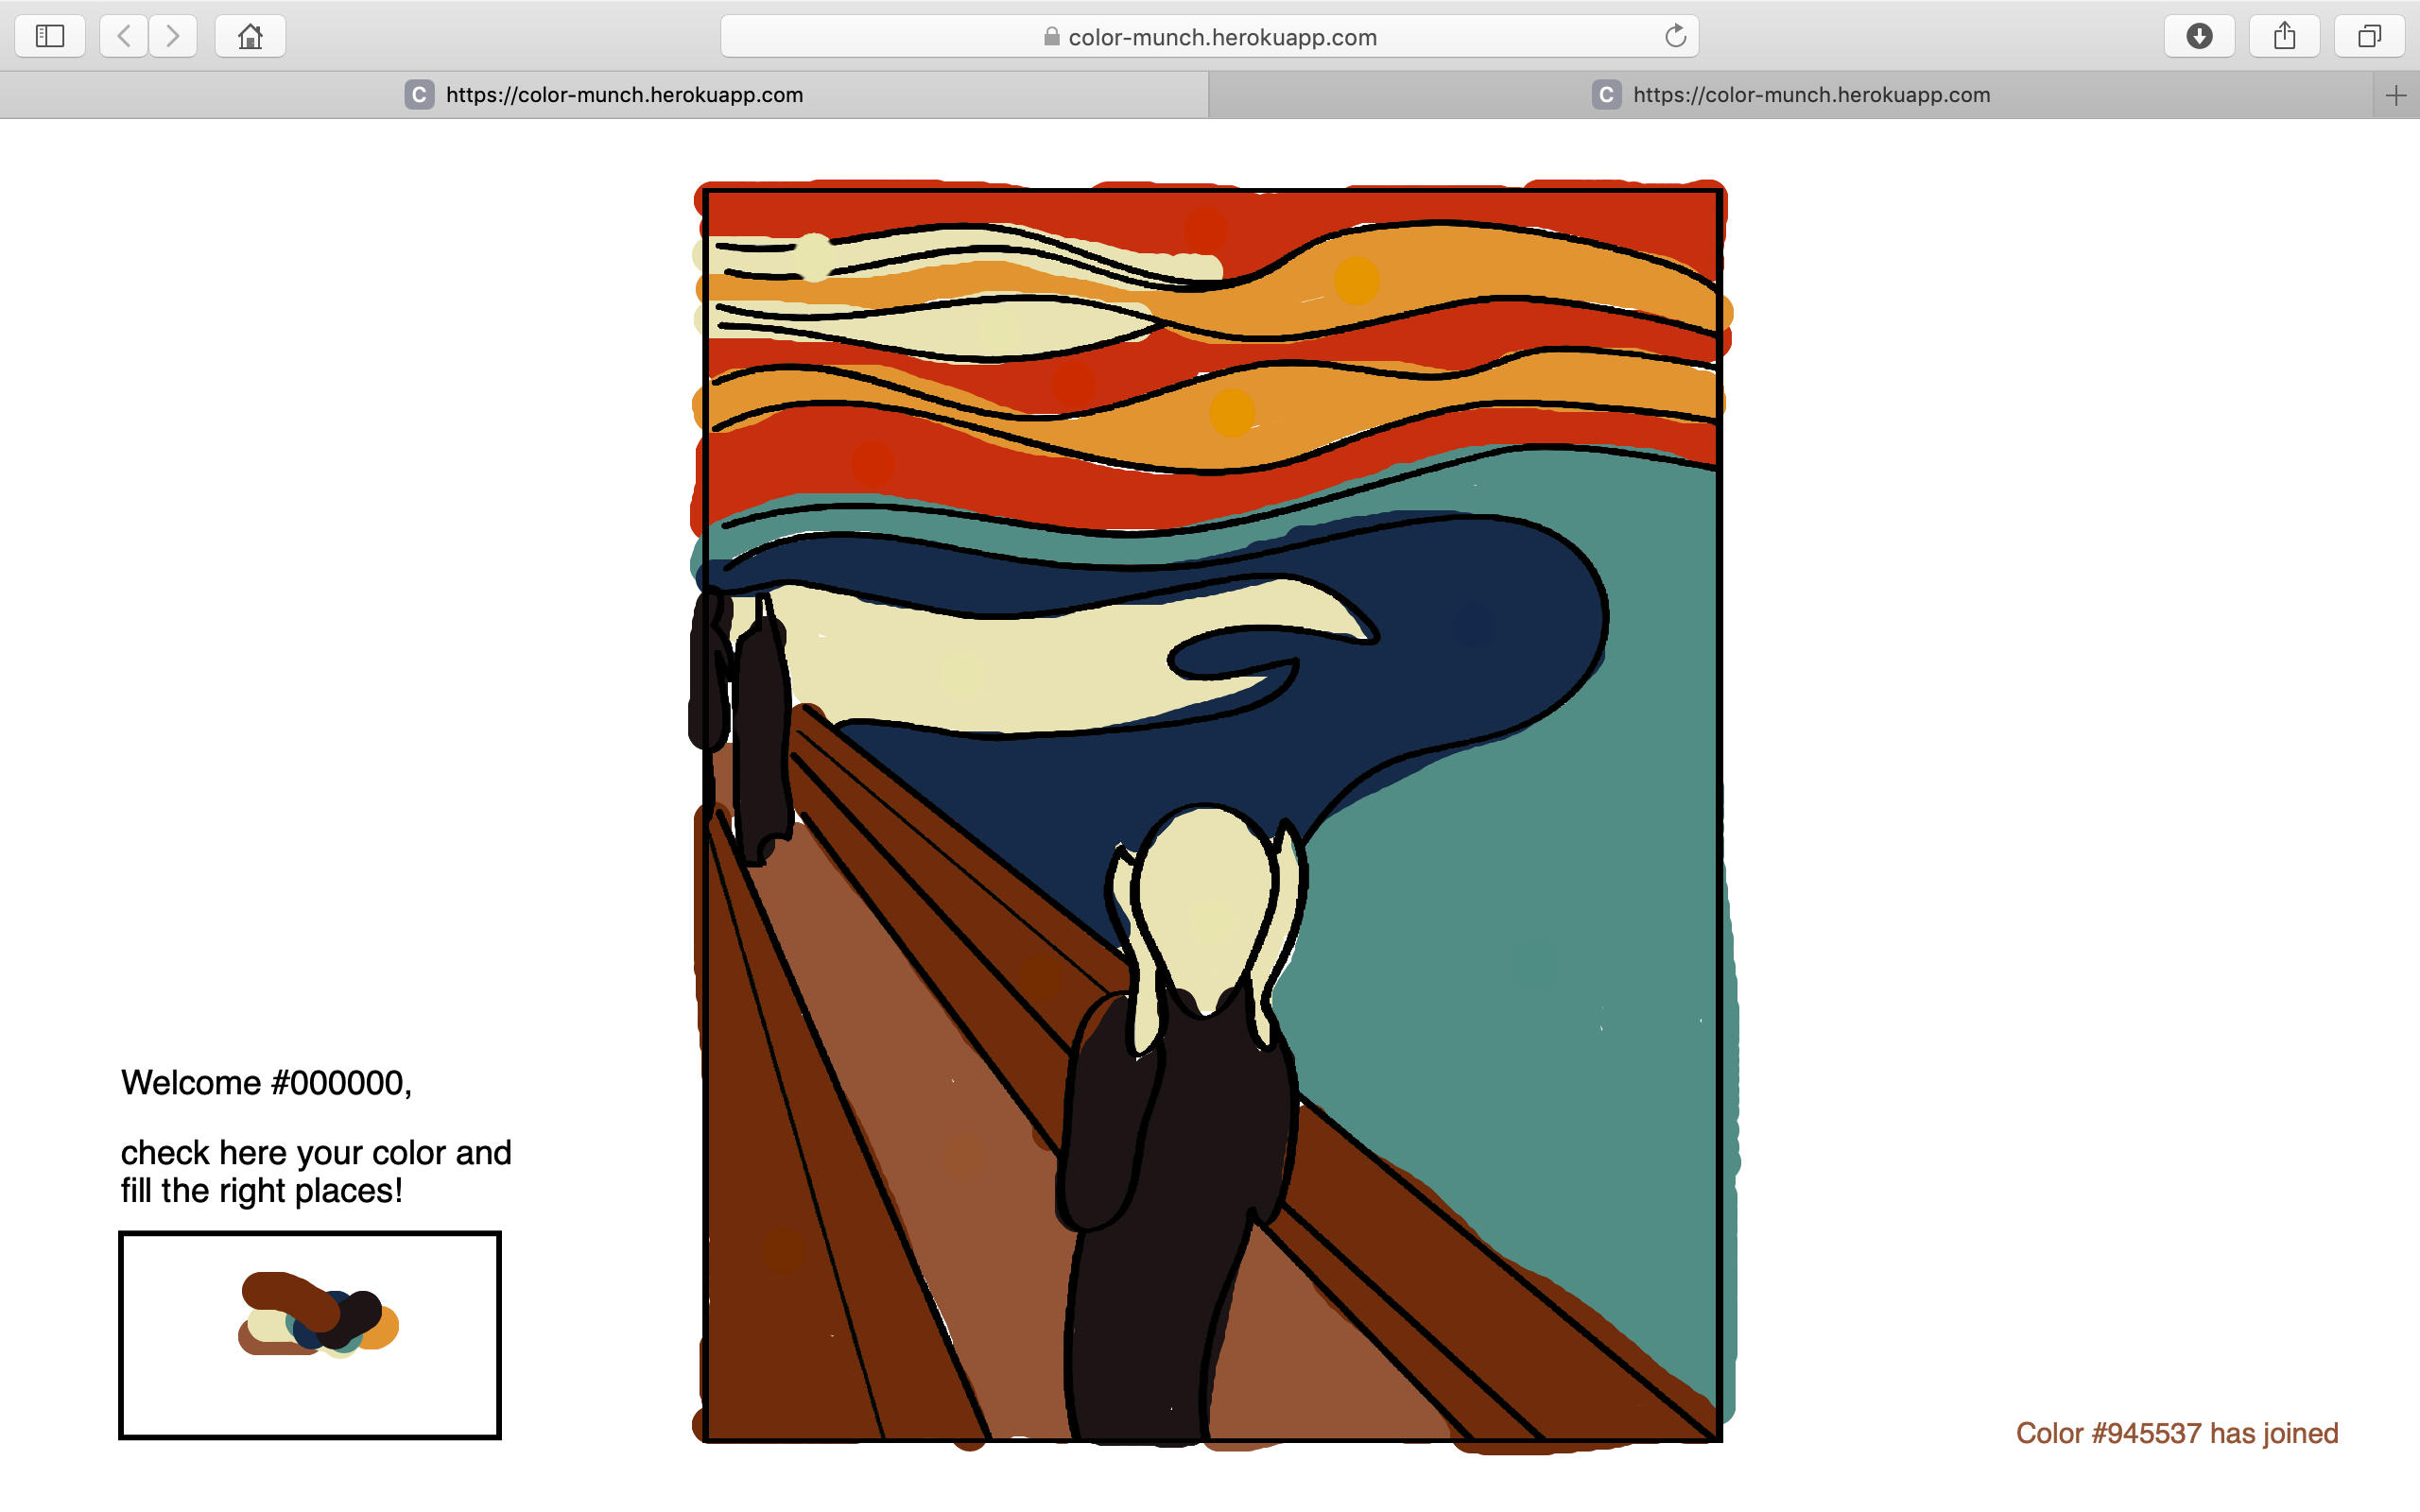 color-munch.herokuapp.com
C https://color-munch.herokuapp.com
C https://color-munch.herokuapp.com
Welcome #000000,
check here your color and
fill the right places!
Color #945537 has joined